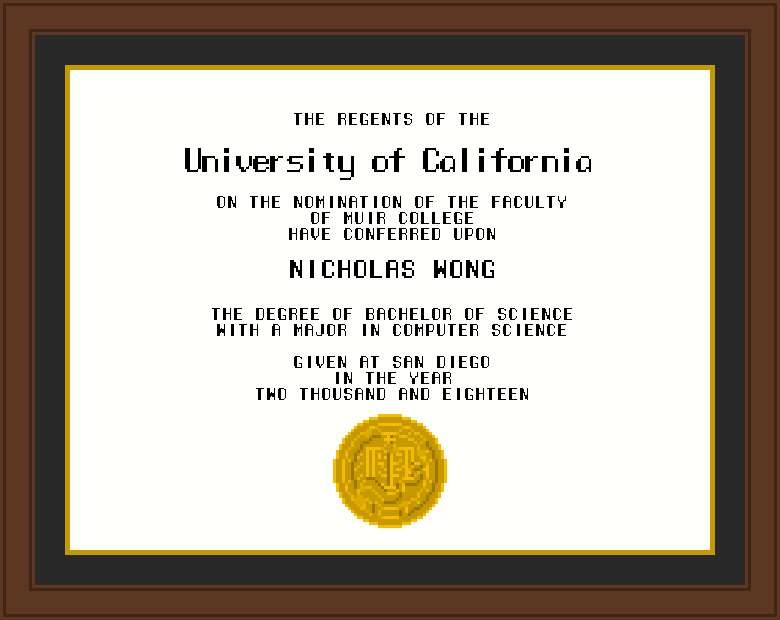 THE REGENTS OF THE
University of California
ON THE NOMINATION OF THE FACULTY
OF MUIR COLLEGE
HAVE CONFERRED UPON
NICHOLAS WONG
THE DEGREE OF BACHELOR OF SCIENCE
WITH A MAJOR IN COMPUTER SCIENCE
GIVEN AT SAN DIEGO
IN THE YEAR
TWO THOUSAND AND EIGHTEEN